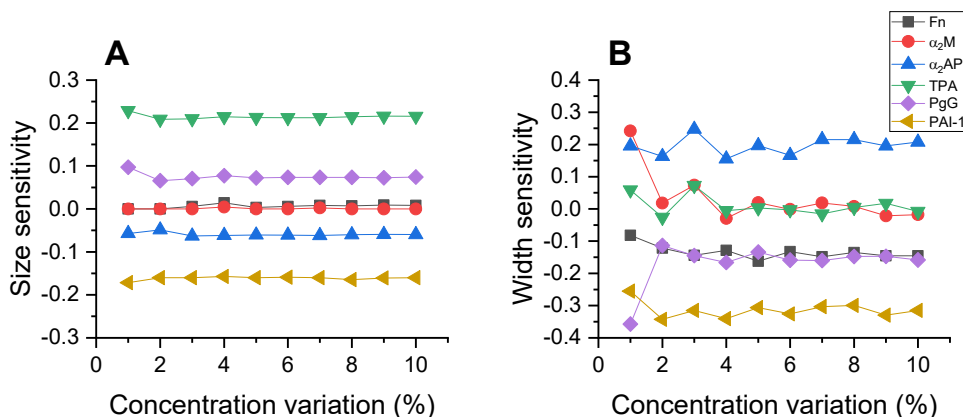 A
Size sensitivity
0.3
0.2
0.1
0.0
-0.1
-0.2
-0.3
0 2 4 6 8 10
Concentration variation (%)
B
Width sensitivity
0.4
0.3
0.2
0.1
0.0
-0.1
-0.2
-0.3
-0.4
0 2 4 6 8 10
Concentration variation (%)
Fn
α₂M
α₂AP
TPA
PgG
PAI-1